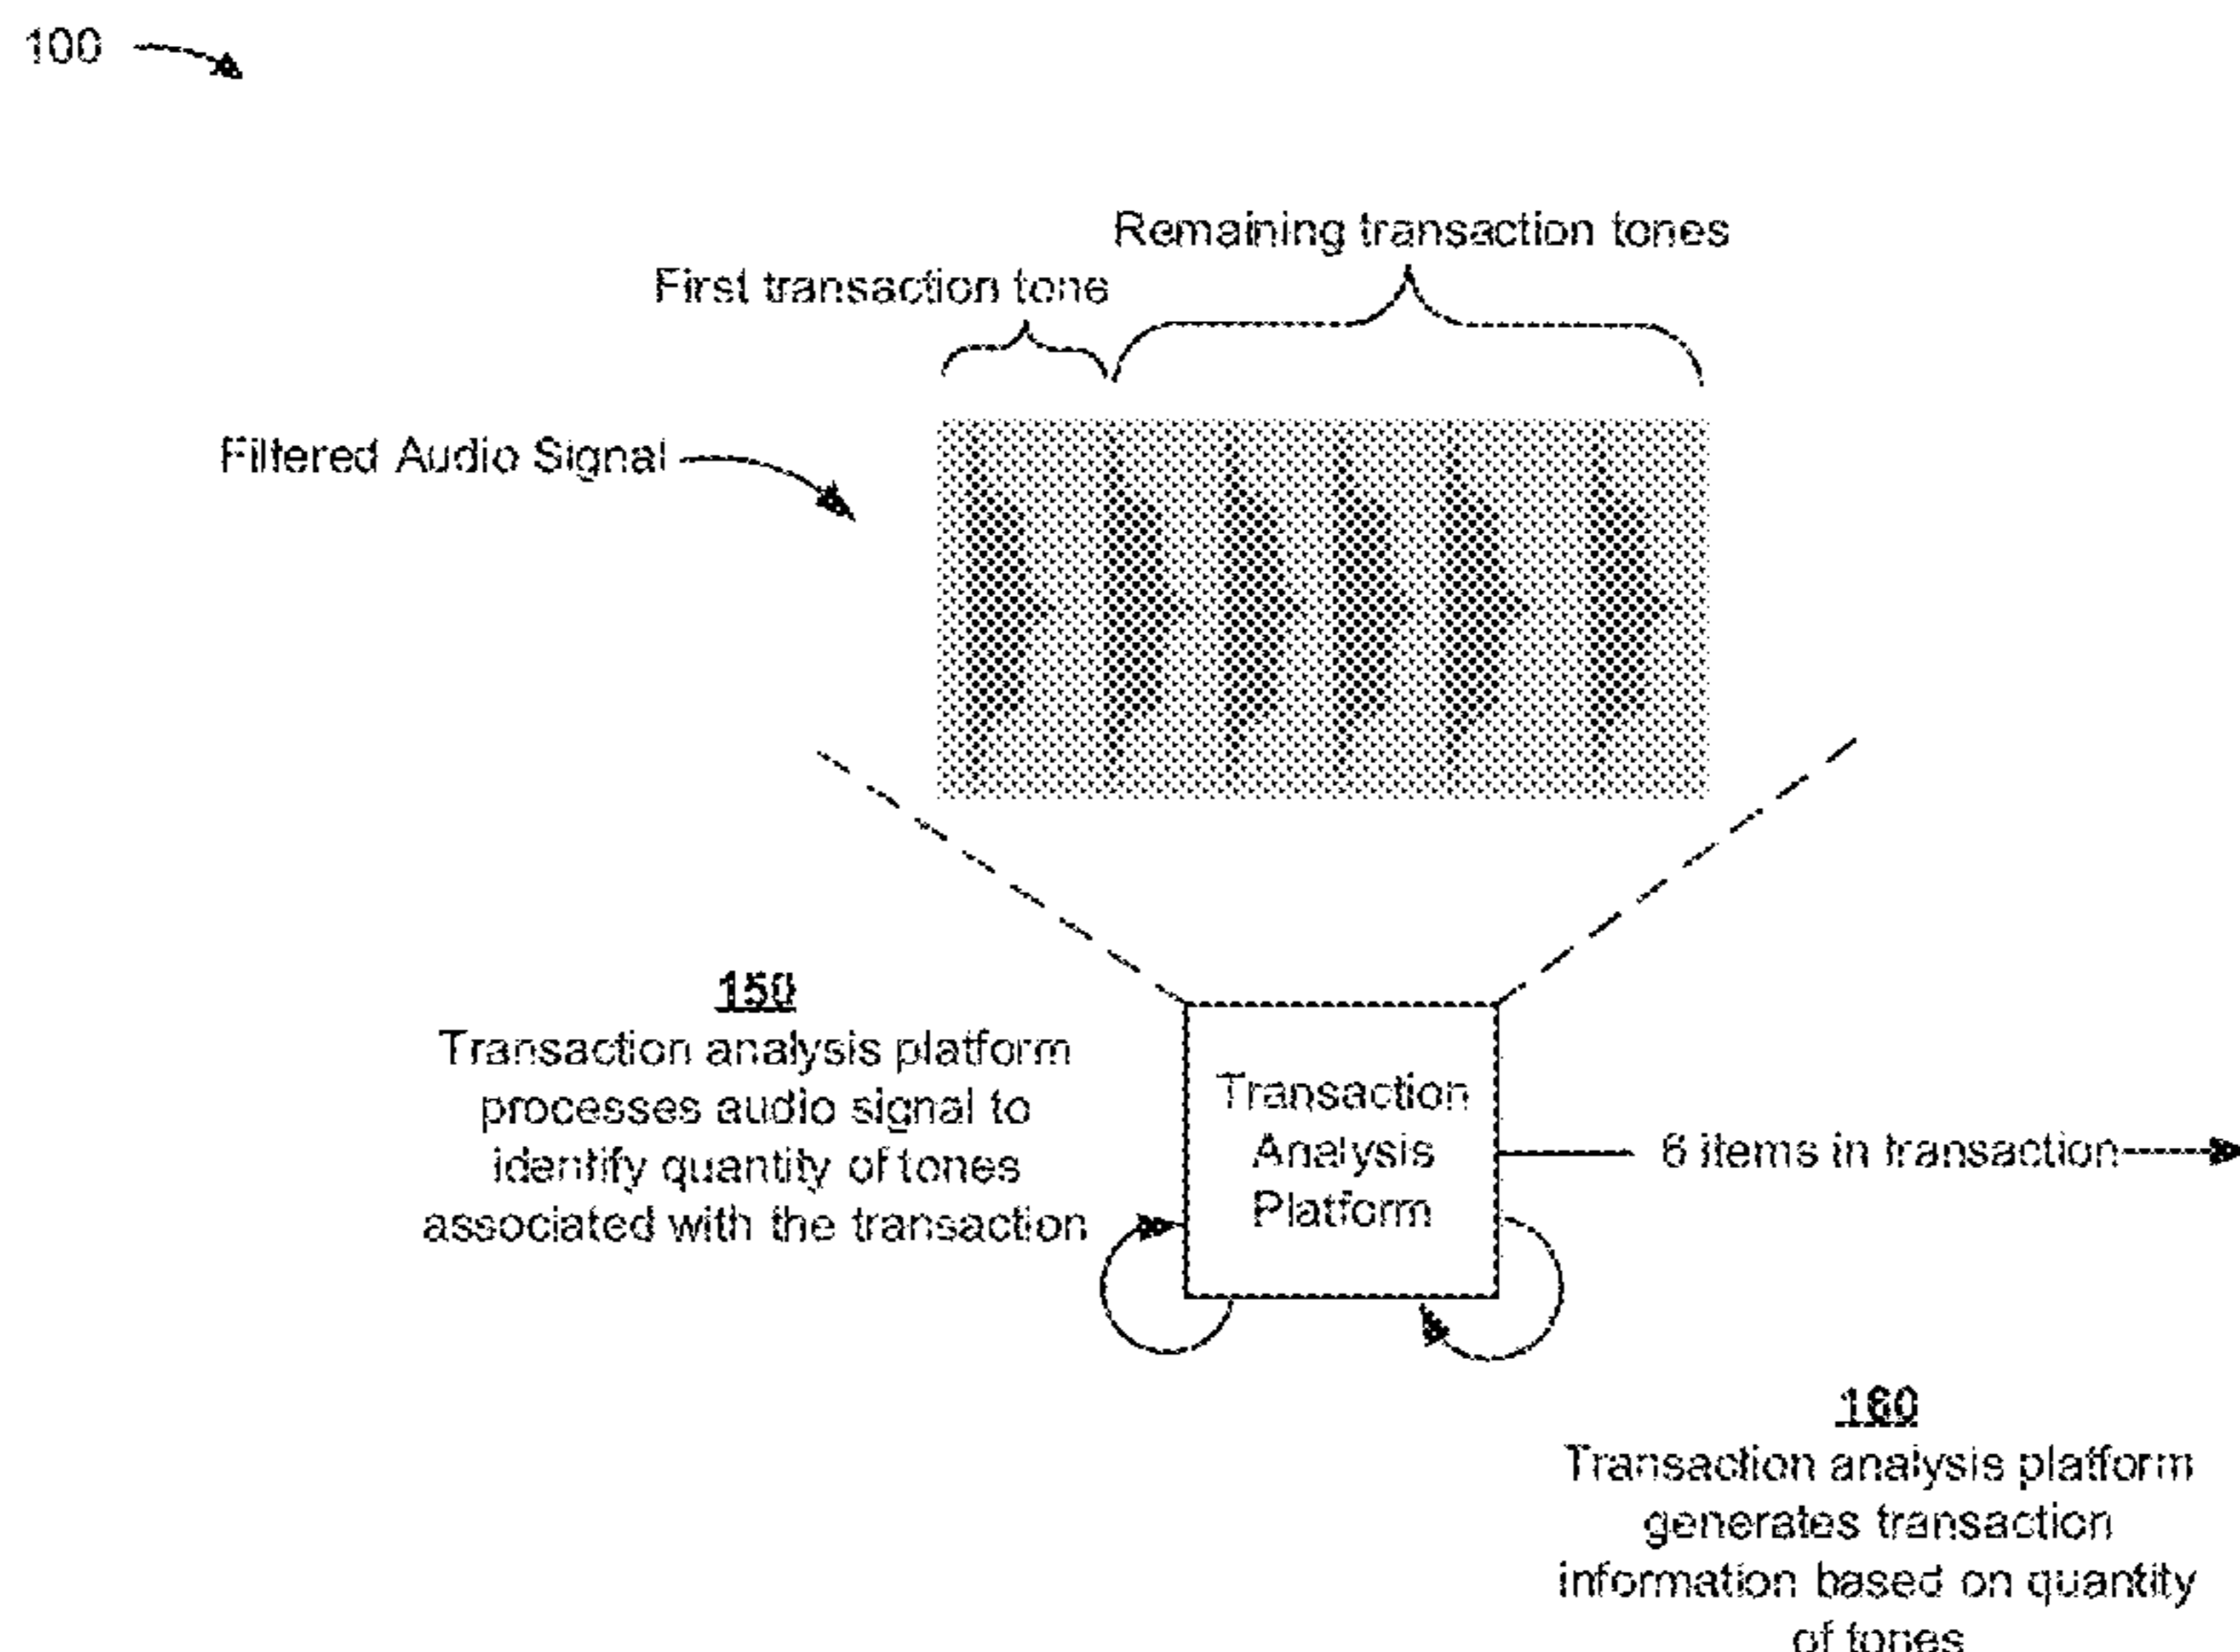 100
Remaining transaction tones
First transaction tone
Filtered Audio Signal
150
Transaction analysis platform
processes audio signal to
identify quantity of tones
associated with the transaction
Transaction
Analysis
Platform
6 items in transaction
160
Transaction analysis platform
generates transaction
information based on quantity
of tones